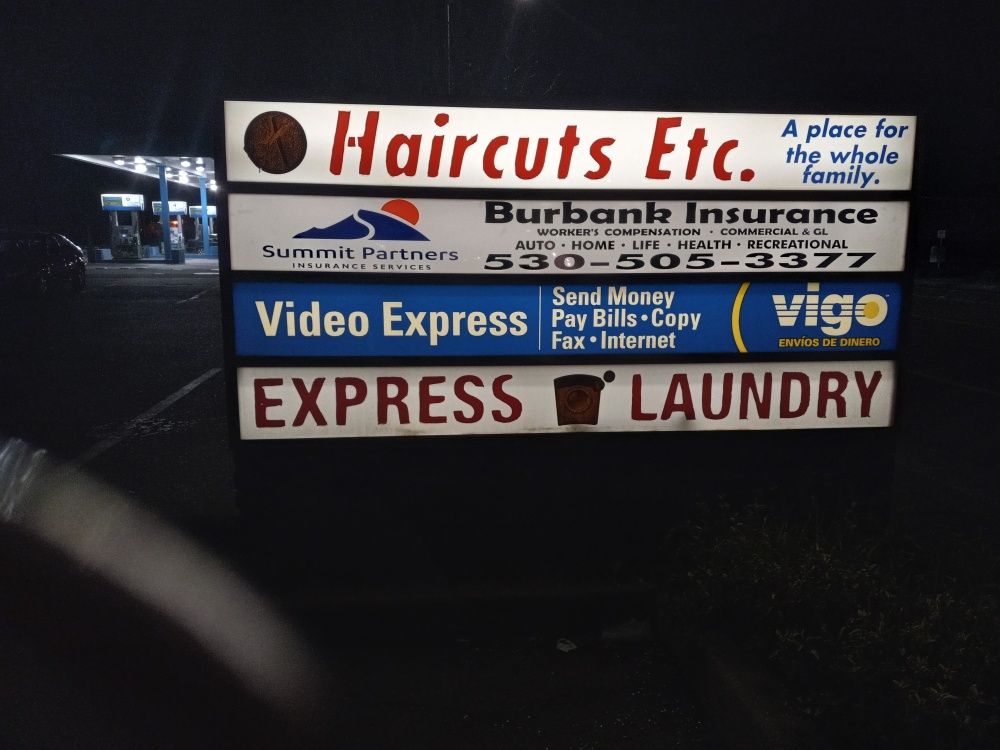 Haircuts Etc.
A place for
the whole
family.
Summit Partners
INSURANCE SERVICES
Burbank Insurance
WORKER'S COMPENSATION · COMMERCIAL & GL
AUTO · HOME · LIFE · HEALTH · RECREATIONAL
530-505-3377
Video Express
Send Money
Pay Bills • Copy
Fax • Internet
vigo
ENVÍOS DE DINERO
EXPRESS LAUNDRY